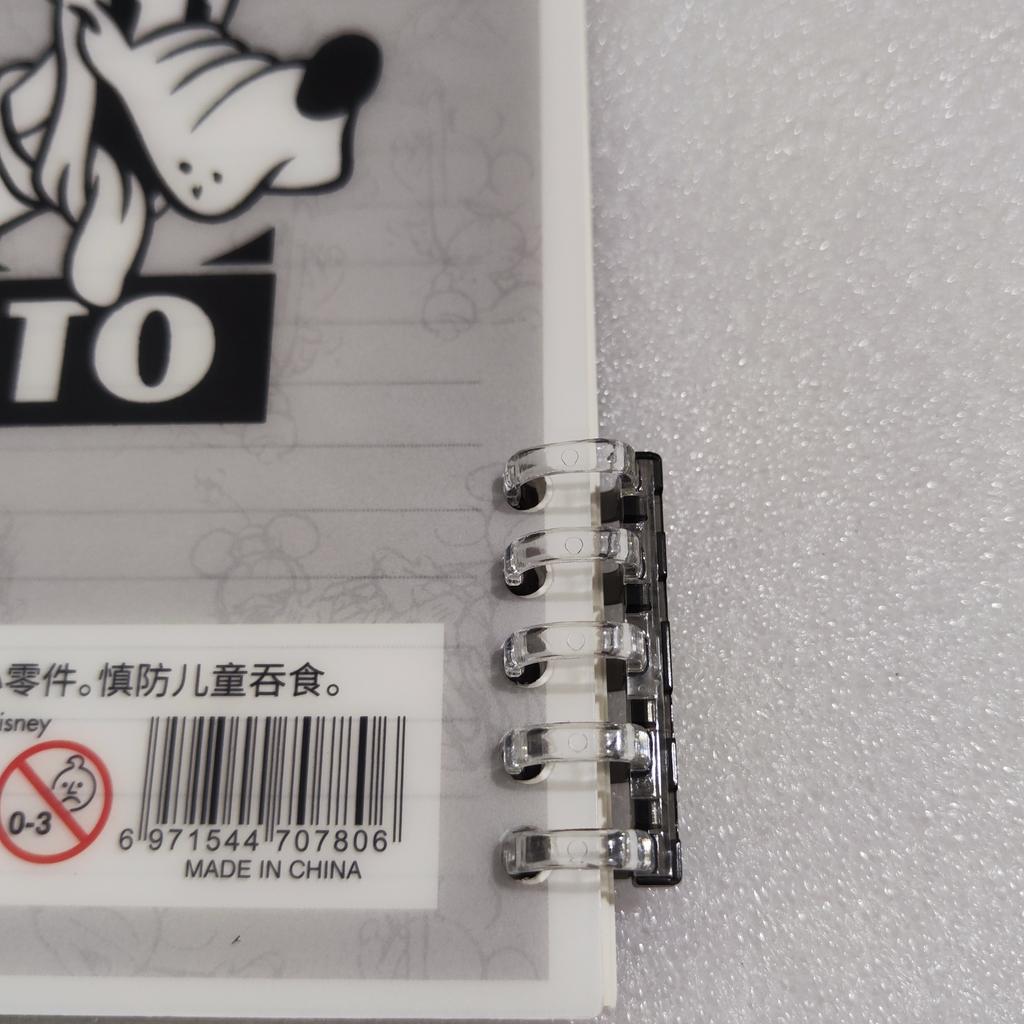 TO
零件。慎防儿童吞食。
isney
0-3
6 971544 707806
MADE IN CHINA